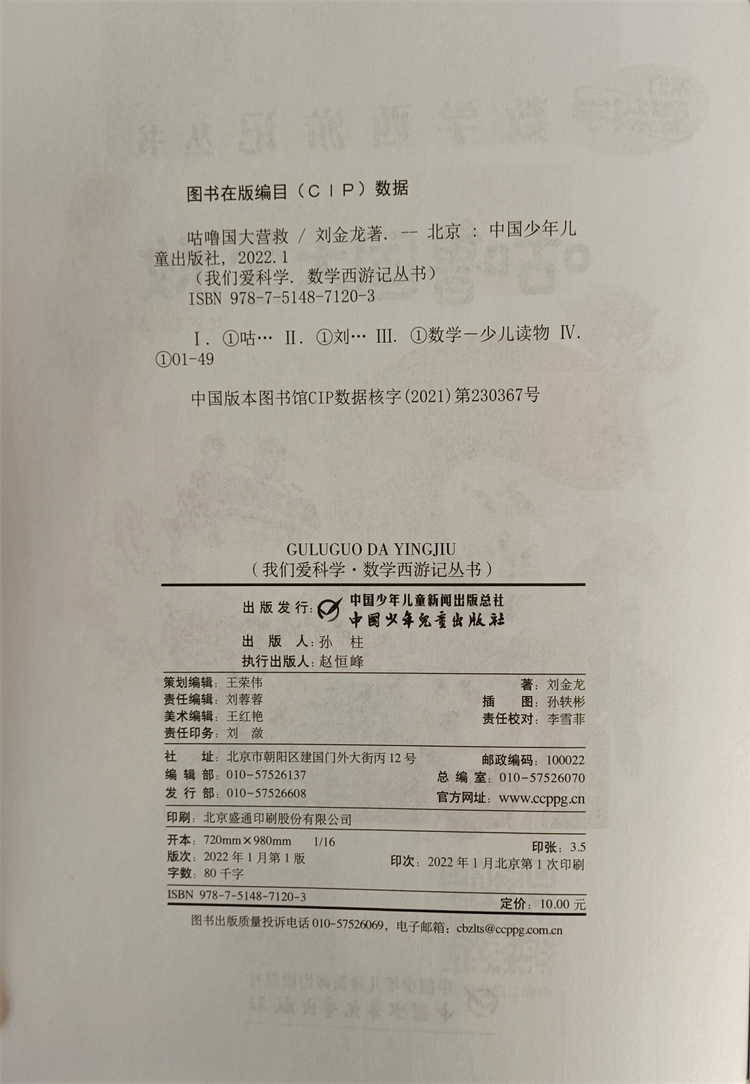 图书在版编目（CIP）数据
咕噜国大营救 / 刘金龙著. -- 北京 : 中国少年儿
童出版社, 2022.1
（我们爱科学. 数学西游记丛书）
ISBN 978-7-5148-7120-3
Ⅰ. ①咕… Ⅱ. ①刘… Ⅲ. ①数学－少儿读物 Ⅳ.
①O1-49
中国版本图书馆CIP数据核字(2021)第230367号
GULUGUO DA YINGJIU
（我们爱科学·数学西游记丛书）
出版发行: 中国少年儿童新闻出版总社
中国少年儿童出版社
出 版 人: 孙 柱
执行出版人: 赵恒峰
策划编辑: 王荣伟 著: 刘金龙
责任编辑: 刘蓉蓉 插 图: 孙轶彬
美术编辑: 王红艳 责任校对: 李雪菲
责任印务: 刘 潋
社 址: 北京市朝阳区建国门外大街丙12号 邮政编码: 100022
编 辑 部: 010-57526137 总 编 室: 010-57526070
发 行 部: 010-57526608 官方网址: www.ccppg.cn
印刷: 北京盛通印刷股份有限公司
开本: 720mm×980mm 1/16 印张: 3.5
版次: 2022年1月第1版 印次: 2022年1月北京第1次印刷
字数: 80千字
ISBN 978-7-5148-7120-3 定价: 10.00 元
图书出版质量投诉电话 010-57526069, 电子邮箱: cbzlts@ccppg.com.cn